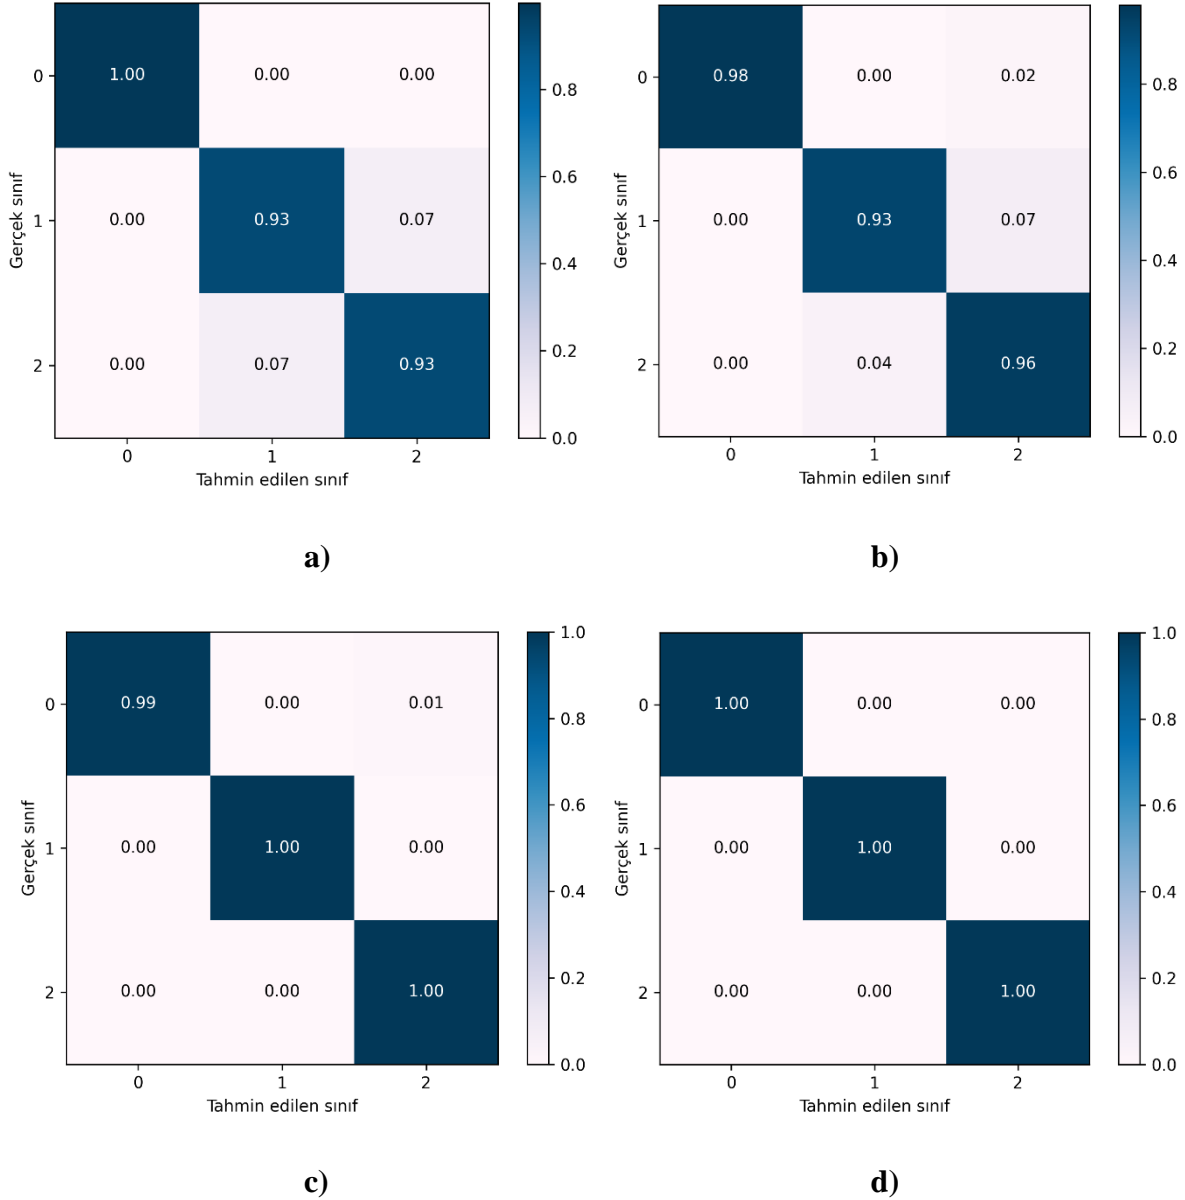 0 1.00 0.00 0.00
1 0.00 0.93 0.07
2 0.00 0.07 0.93
0 1 2
Tahmin edilen sınıf
Gerçek sınıf
0.8
0.6
0.4
0.2
0.0
a)
0 0.98 0.00 0.02
1 0.00 0.93 0.07
2 0.00 0.04 0.96
0 1 2
Tahmin edilen sınıf
Gerçek sınıf
0.8
0.6
0.4
0.2
0.0
b)
0 0.99 0.00 0.01
1 0.00 1.00 0.00
2 0.00 0.00 1.00
0 1 2
Tahmin edilen sınıf
Gerçek sınıf
1.0
0.8
0.6
0.4
0.2
0.0
c)
0 1.00 0.00 0.00
1 0.00 1.00 0.00
2 0.00 0.00 1.00
0 1 2
Tahmin edilen sınıf
Gerçek sınıf
1.0
0.8
0.6
0.4
0.2
0.0
d)